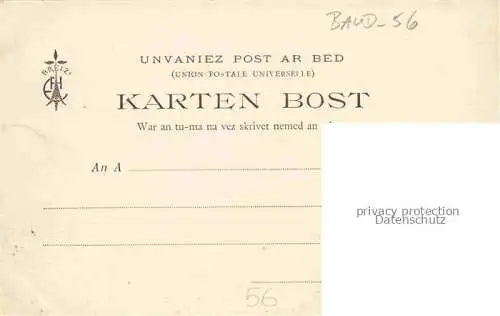 BAUD - 56
BREIZ
UNVANIEZ POST AR BED
(UNION POSTALE UNIVERSELLE)
KARTEN BOST
War an tu-ma na vez skrivet nemed an
An A
privacy protection
Datenschutz
56